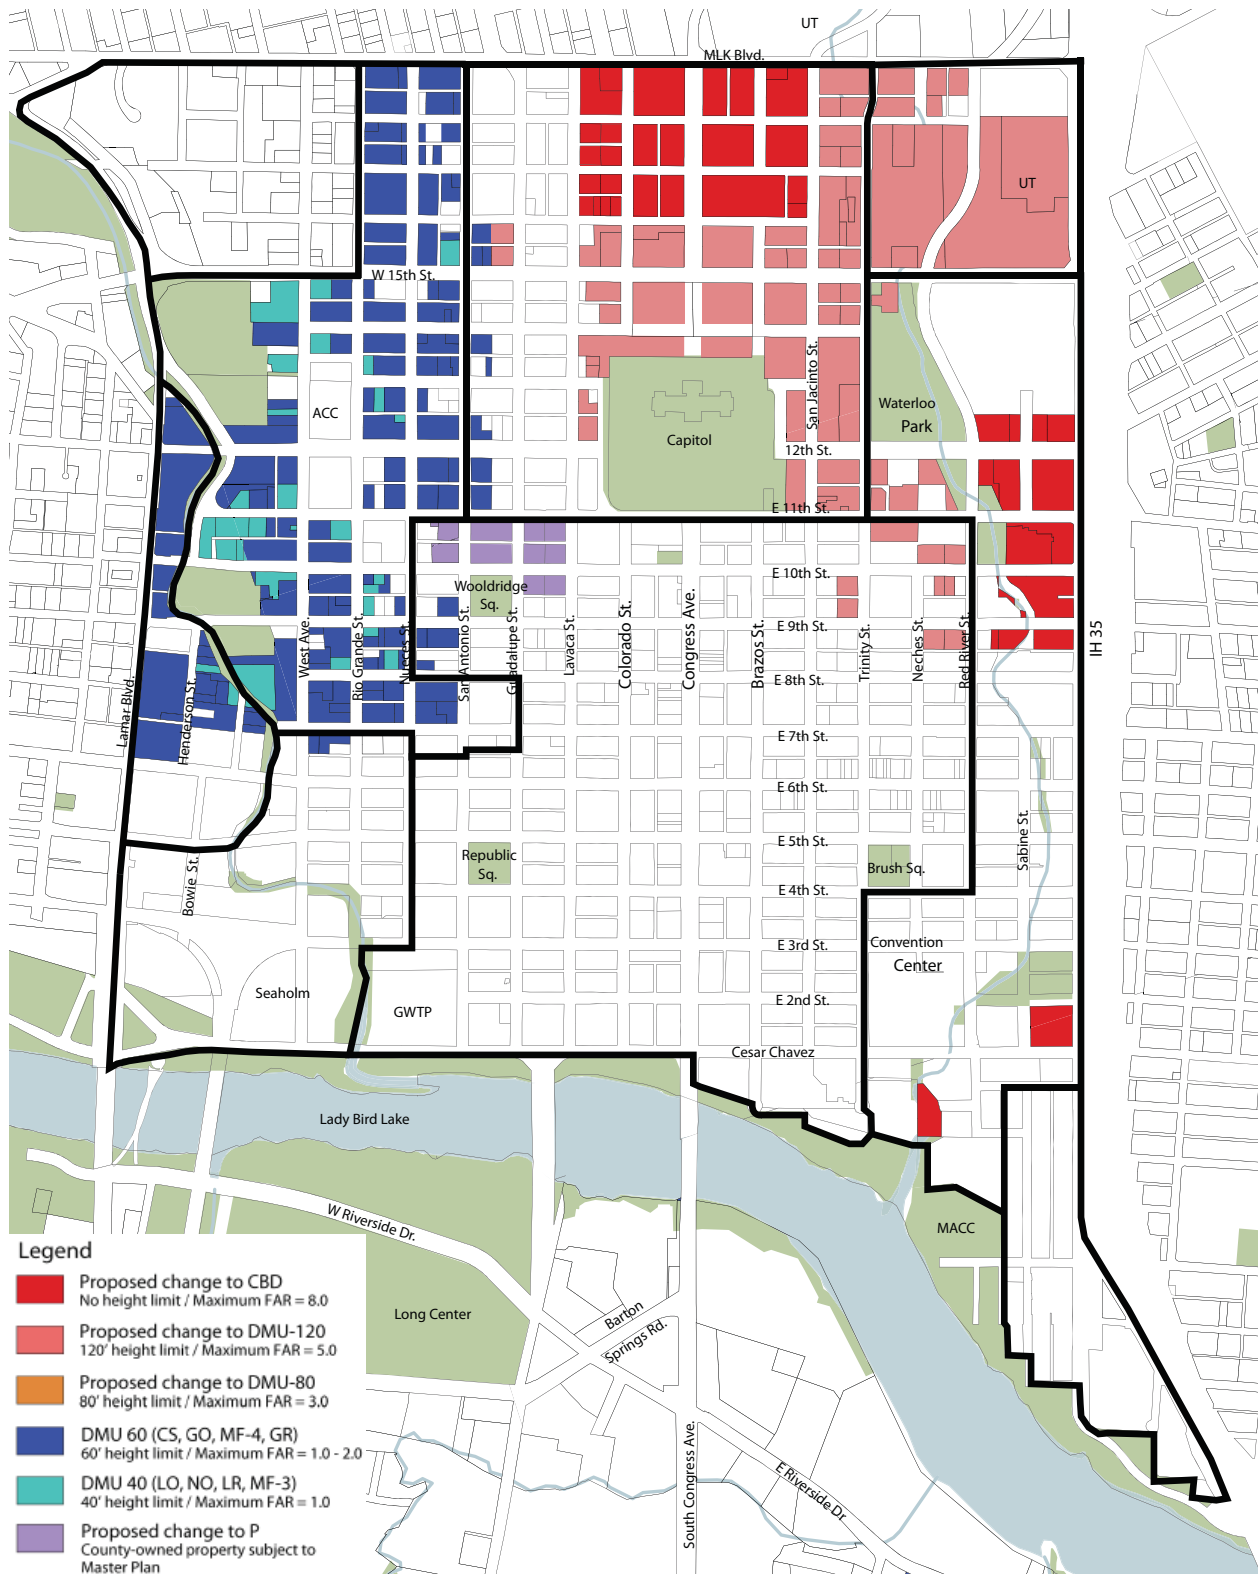 UT
MLK Blvd.
UT
W 15th St.
San Jacinto St.
Waterloo
Park
ACC
Capitol
12th St.
E 11th St.
E 10th St.
Wooldridge
Sq.
E 9th St.
West Ave.
Rio Grande St.
Nueces St.
San Antonio St.
Guadalupe St.
Lavaca St.
Colorado St.
Congress Ave.
Brazos St.
Trinity St.
Neches St.
Red River St.
IH 35
E 8th St.
Lamar Blvd.
Henderson St.
E 7th St.
E 6th St.
E 5th St.
Sabine St.
Republic
Sq.
Brush Sq.
Bowie St.
E 4th St.
E 3rd St.
Convention
Center
Seaholm
GWTP
E 2nd St.
Cesar Chavez
Lady Bird Lake
W Riverside Dr.
MACC
Long Center
Barton
Springs Rd.
South Congress Ave.
E Riverside Dr.
Legend
Proposed change to CBD
No height limit / Maximum FAR = 8.0
Proposed change to DMU-120
120' height limit / Maximum FAR = 5.0
Proposed change to DMU-80
80' height limit / Maximum FAR = 3.0
DMU 60 (CS, GO, MF-4, GR)
60' height limit / Maximum FAR = 1.0 - 2.0
DMU 40 (LO, NO, LR, MF-3)
40' height limit / Maximum FAR = 1.0
Proposed change to P
County-owned property subject to
Master Plan